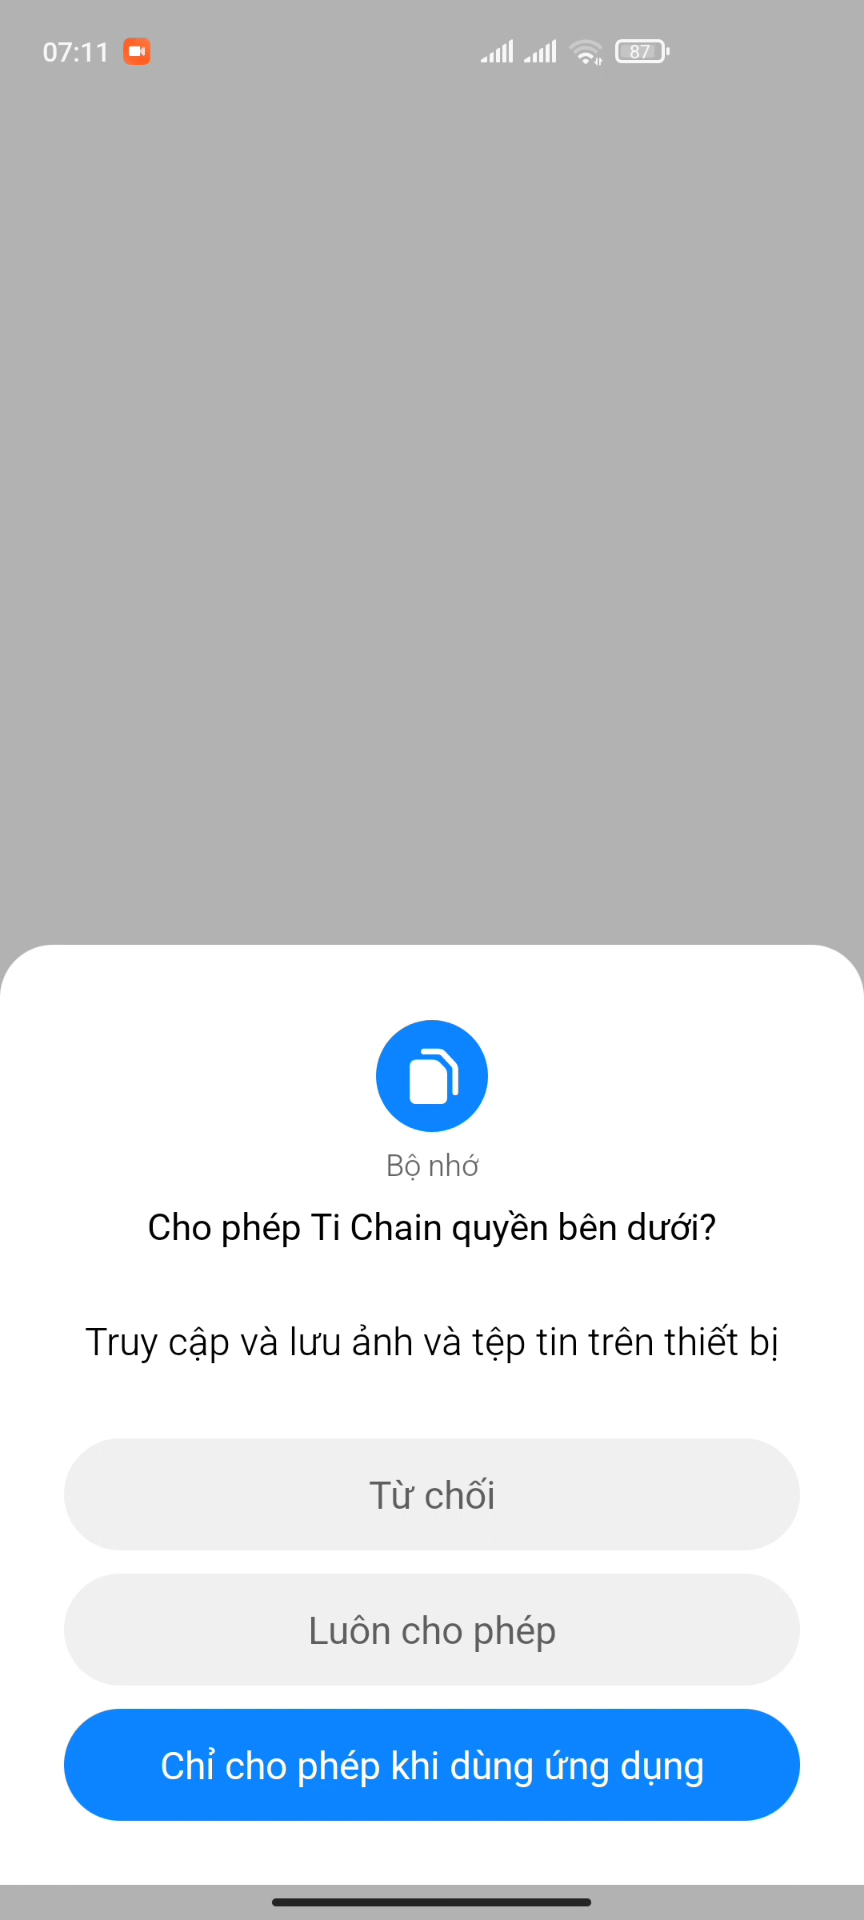 07:11
87
Bộ nhớ
Cho phép Ti Chain quyền bên dưới?
Truy cập và lưu ảnh và tệp tin trên thiết bị
Từ chối
Luôn cho phép
Chỉ cho phép khi dùng ứng dụng